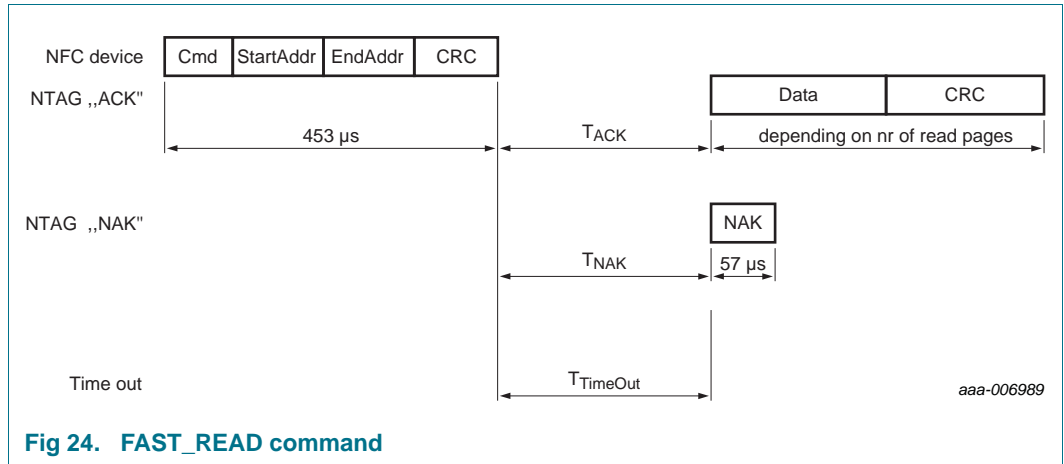 NFC device Cmd StartAddr EndAddr CRC
NTAG ,,ACK" Data CRC
453 µs TACK depending on nr of read pages
NTAG ,,NAK" NAK
TNAK 57 µs
Time out TTimeOut aaa-006989
Fig 24. FAST_READ command